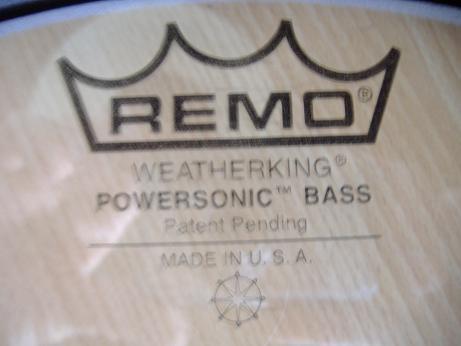 REMO®
WEATHERKING®
POWERSONIC™ BASS
Patent Pending
MADE IN U. S. A.